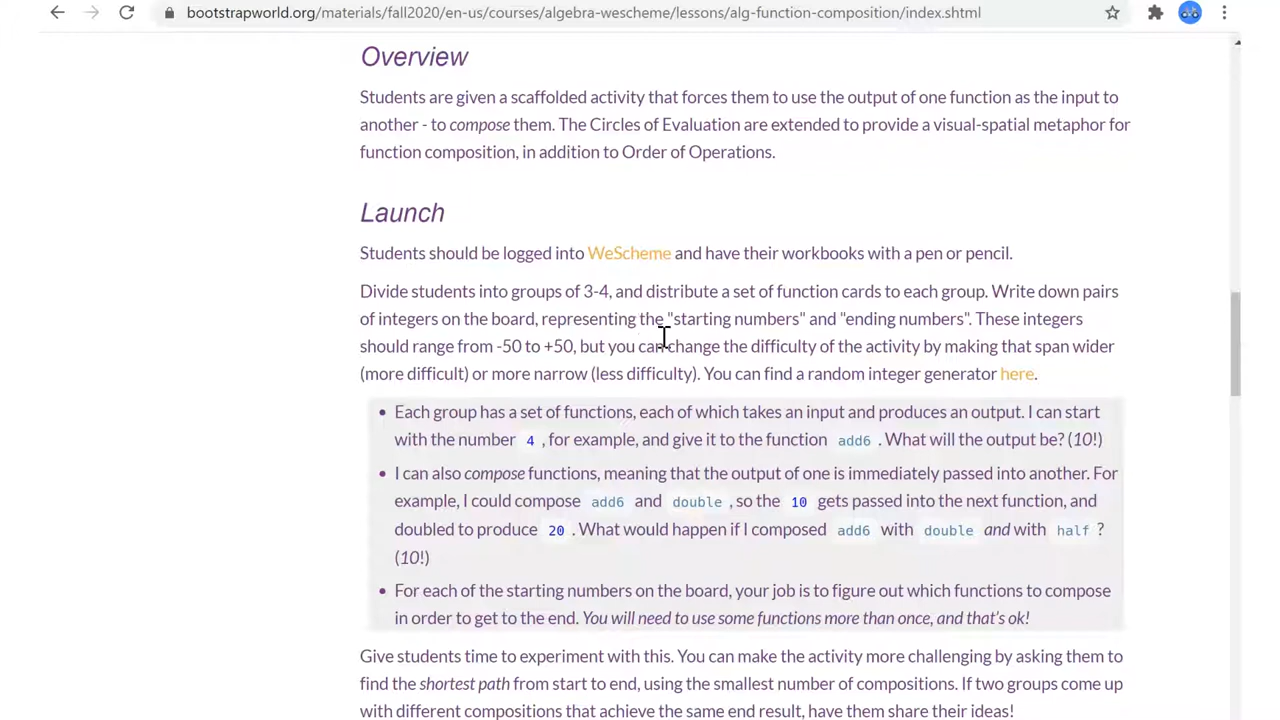 bootstrapworld.org/materials/fall2020/en-us/courses/algebra-wescheme/lessons/alg-function-composition/index.shtml
Overview
Students are given a scaffolded activity that forces them to use the output of one function as the input to
another - to compose them. The Circles of Evaluation are extended to provide a visual-spatial metaphor for
function composition, in addition to Order of Operations.
Launch
Students should be logged into WeScheme and have their workbooks with a pen or pencil.
Divide students into groups of 3-4, and distribute a set of function cards to each group. Write down pairs
of integers on the board, representing the "starting numbers" and "ending numbers". These integers
should range from -50 to +50, but you can change the difficulty of the activity by making that span wider
(more difficult) or more narrow (less difficulty). You can find a random integer generator here.
• Each group has a set of functions, each of which takes an input and produces an output. I can start
with the number 4 , for example, and give it to the function add6 . What will the output be? (10!)
• I can also compose functions, meaning that the output of one is immediately passed into another. For
example, I could compose add6 and double , so the 10 gets passed into the next function, and
doubled to produce 20 . What would happen if I composed add6 with double and with half ?
(10!)
• For each of the starting numbers on the board, your job is to figure out which functions to compose
in order to get to the end. You will need to use some functions more than once, and that's ok!
Give students time to experiment with this. You can make the activity more challenging by asking them to
find the shortest path from start to end, using the smallest number of compositions. If two groups come up
with different compositions that achieve the same end result, have them share their ideas!